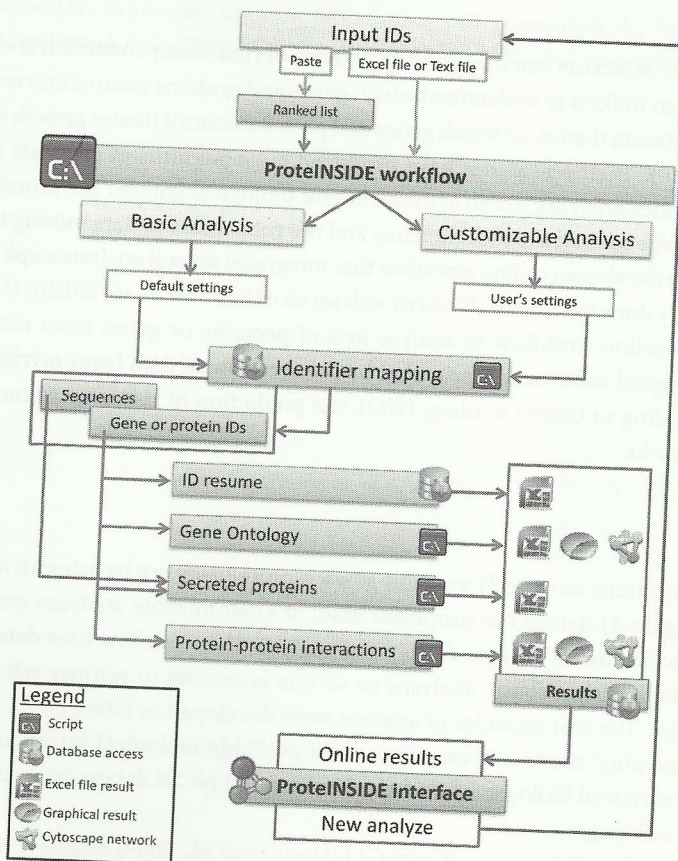 Input IDs
Paste
Excel file or Text file
Ranked list
C:\
ProteINSIDE workflow
Basic Analysis
Customizable Analysis
Default settings
User's settings
Identifier mapping
C:\
Sequences
Gene or protein IDs
ID resume
Gene Ontology
C:\
Secreted proteins
C:\
Protein-protein interactions
C:\
Results
Legend
C:\ Script
Database access
Excel file result
Graphical result
Cytoscape network
Online results
ProteINSIDE interface
New analyze